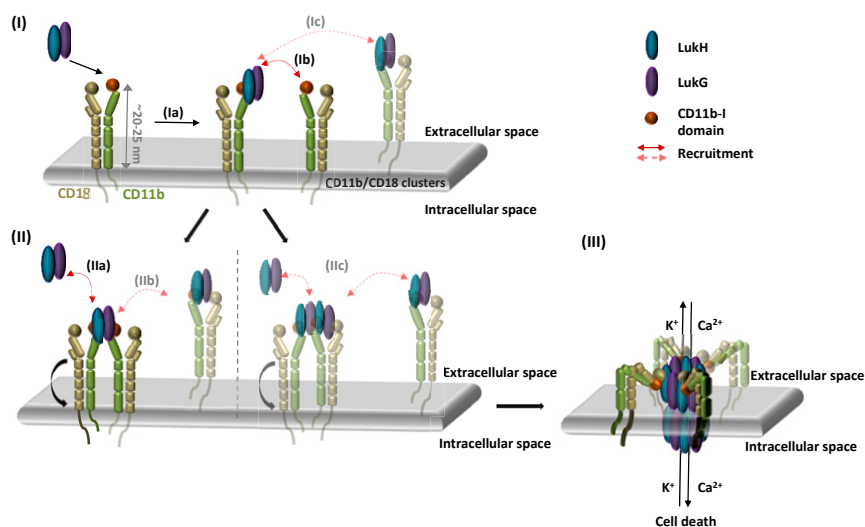 (I)
(Ic)
(Ib)
(Ia)
~20-25 nm
CD18
CD11b
CD11b/CD18 clusters
Extracellular space
Intracellular space
LukH
LukG
CD11b-I
domain
Recruitment
(II)
(IIa)
(IIb)
(IIc)
Extracellular space
Intracellular space
(III)
K⁺
Ca²⁺
Extracellular space
Intracellular space
K⁺
Ca²⁺
Cell death